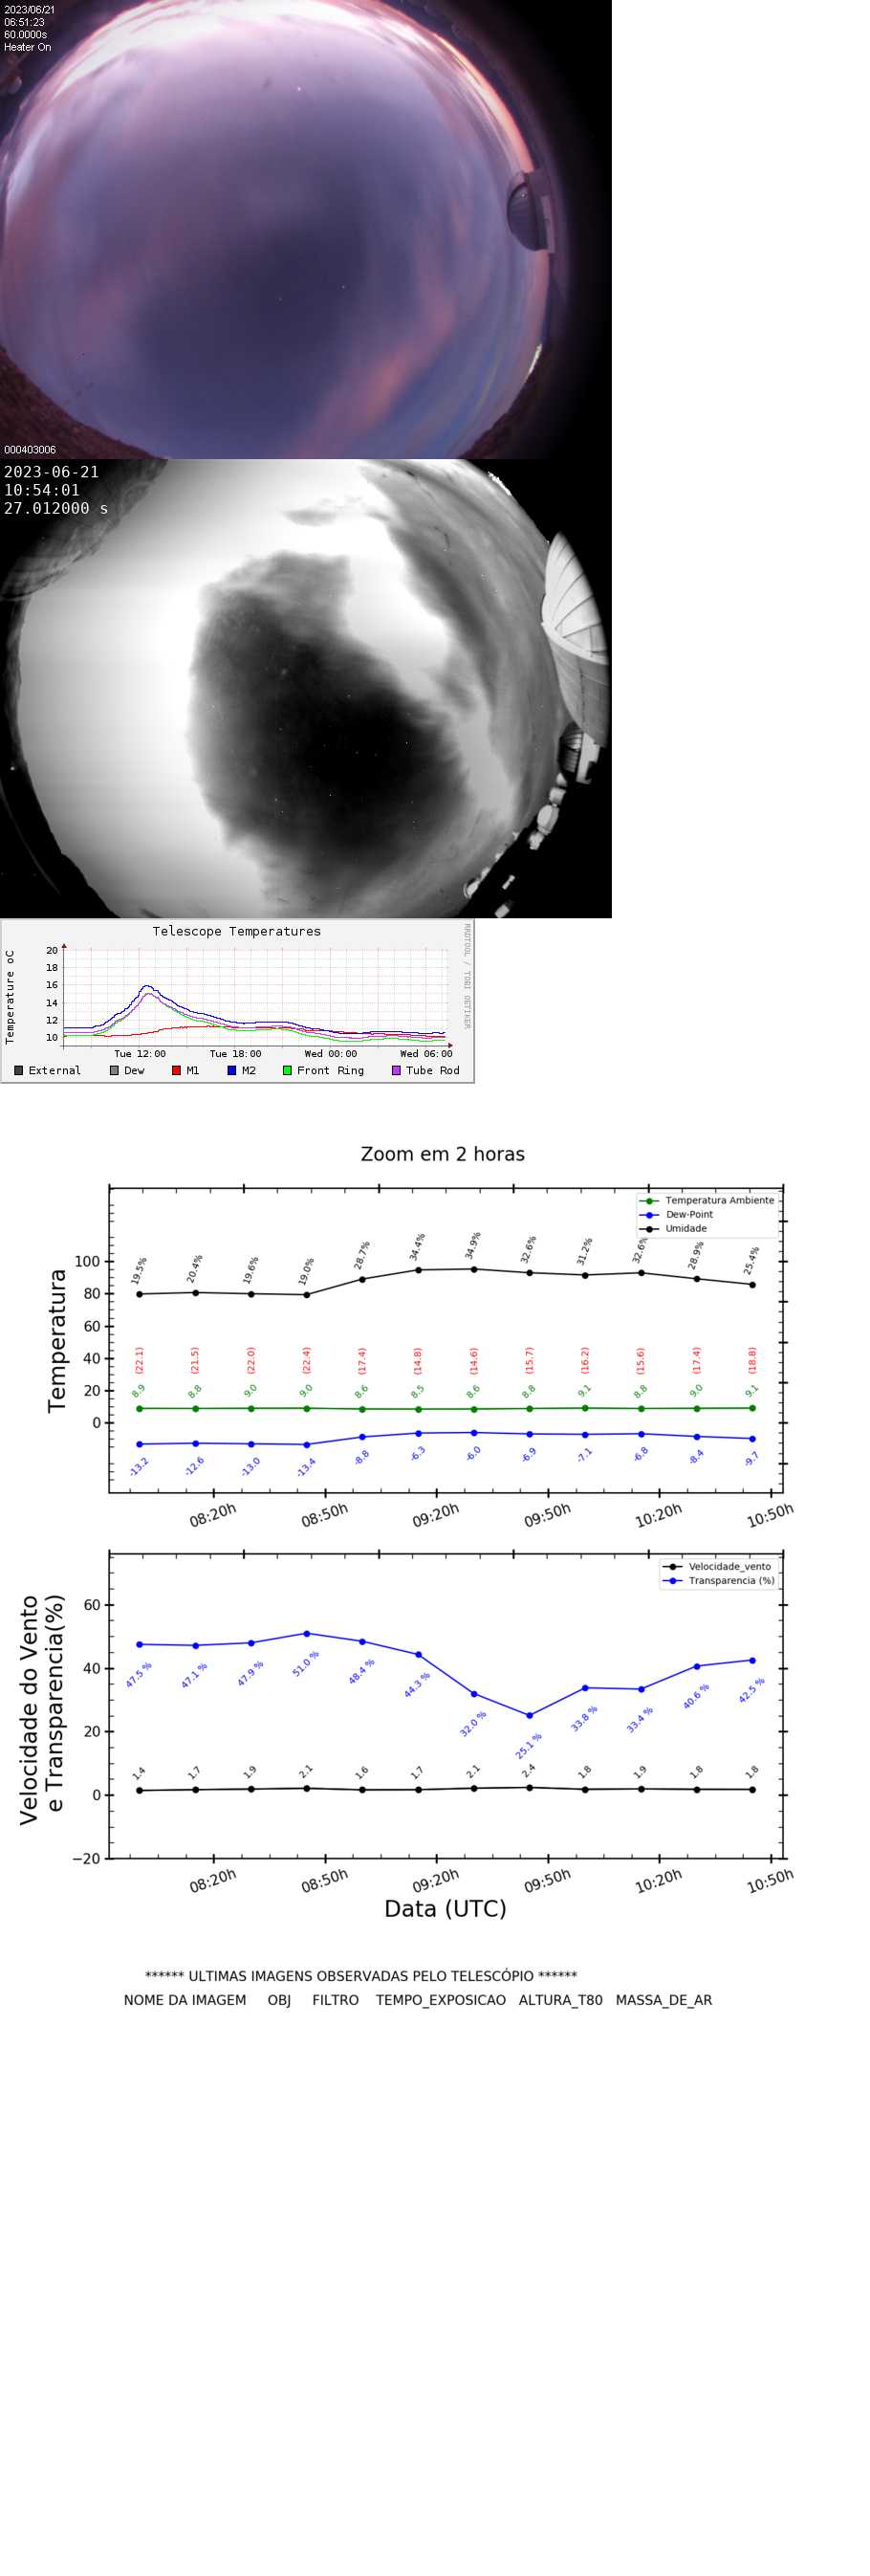 2023/06/21
06:51:23
60.0000s
Heater On
000403006
2023-06-21
10:54:01
27.012000 s
Telescope Temperatures
RRDTOOL / TOBI OETIKER
Temperature oC
20
18
16
14
12
10
Tue 12:00 Tue 18:00 Wed 00:00 Wed 06:00
External Dew M1 M2 Front Ring Tube Rod
Zoom em 2 horas
Temperatura Ambiente
Dew-Point
Umidade
Temperatura
100
80
60
40
20
0
19.5% 20.4% 19.6% 19.0% 28.7% 34.4% 34.9% 32.6% 31.2% 32.6% 28.9% 25.4%
(22.1) (21.5) (22.0) (22.4) (17.4) (14.8) (14.6) (15.7) (16.2) (15.6) (17.4) (18.8)
8.9 8.8 9.0 9.0 8.6 8.5 8.6 8.8 9.1 8.8 9.0 9.1
-13.2 -12.6 -13.0 -13.4 -8.8 -6.3 -6.0 -6.9 -7.1 -6.8 -8.4 -9.7
08:20h 08:50h 09:20h 09:50h 10:20h 10:50h
Velocidade_vento
Transparencia (%)
Velocidade do Vento
e Transparencia(%)
60
40
20
0
−20
47.5 % 47.1 % 47.9 % 51.0 % 48.4 % 44.3 % 32.0 % 25.1 % 33.8 % 33.4 % 40.6 % 42.5 %
1.4 1.7 1.9 2.1 1.6 1.7 2.1 2.4 1.8 1.9 1.8 1.8
08:20h 08:50h 09:20h 09:50h 10:20h 10:50h
Data (UTC)
****** ULTIMAS IMAGENS OBSERVADAS PELO TELESCÓPIO ******
NOME DA IMAGEM OBJ FILTRO TEMPO_EXPOSICAO ALTURA_T80 MASSA_DE_AR